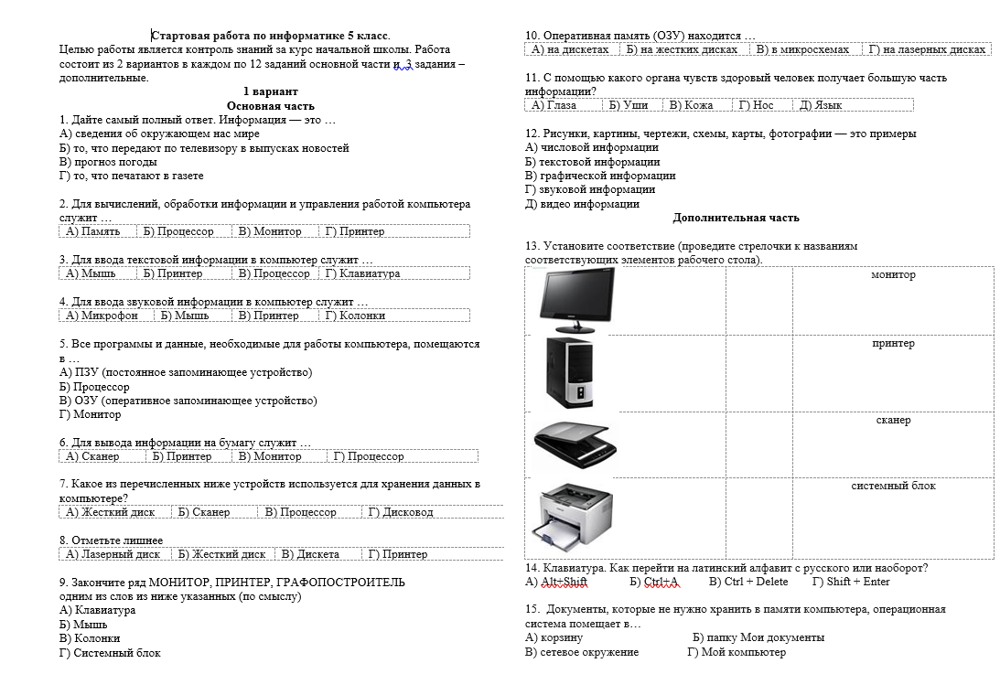 Стартовая работа по информатике 5 класс.
Целью работы является контроль знаний за курс начальной школы. Работа
состоит из 2 вариантов в каждом по 12 заданий основной части и 3 задания –
дополнительные.
1 вариант
Основная часть
1. Дайте самый полный ответ. Информация — это …
А) сведения об окружающем нас мире
Б) то, что передают по телевизору в выпусках новостей
В) прогноз погоды
Г) то, что печатают в газете
2. Для вычислений, обработки информации и управления работой компьютера
служит …
А) Память Б) Процессор В) Монитор Г) Принтер
3. Для ввода текстовой информации в компьютер служит …
А) Мышь Б) Принтер В) Процессор Г) Клавиатура
4. Для ввода звуковой информации в компьютер служит …
А) Микрофон Б) Мышь В) Принтер Г) Колонки
5. Все программы и данные, необходимые для работы компьютера, помещаются
в …
А) ПЗУ (постоянное запоминающее устройство)
Б) Процессор
В) ОЗУ (оперативное запоминающее устройство)
Г) Монитор
6. Для вывода информации на бумагу служит …
А) Сканер Б) Принтер В) Монитор Г) Процессор
7. Какое из перечисленных ниже устройств используется для хранения данных в
компьютере?
А) Жесткий диск Б) Сканер В) Процессор Г) Дисковод
8. Отметьте лишнее
А) Лазерный диск Б) Жесткий диск В) Дискета Г) Принтер
9. Закончите ряд МОНИТОР, ПРИНТЕР, ГРАФОПОСТРОИТЕЛЬ
одним из слов из ниже указанных (по смыслу)
А) Клавиатура
Б) Мышь
В) Колонки
Г) Системный блок
10. Оперативная память (ОЗУ) находится …
А) на дискетах Б) на жестких дисках В) в микросхемах Г) на лазерных дисках
11. С помощью какого органа чувств здоровый человек получает большую часть
информации?
А) Глаза Б) Уши В) Кожа Г) Нос Д) Язык
12. Рисунки, картины, чертежи, схемы, карты, фотографии — это примеры
А) числовой информации
Б) текстовой информации
В) графической информации
Г) звуковой информации
Д) видео информации
Дополнительная часть
13. Установите соответствие (проведите стрелочки к названиям
соответствующих элементов рабочего стола).
монитор
принтер
сканер
системный блок
14. Клавиатура. Как перейти на латинский алфавит с русского или наоборот?
А) Alt+Shift Б) Ctrl+A В) Ctrl + Delete Г) Shift + Enter
15. Документы, которые не нужно хранить в памяти компьютера, операционная
система помещает в…
А) корзину Б) папку Мои документы
В) сетевое окружение Г) Мой компьютер